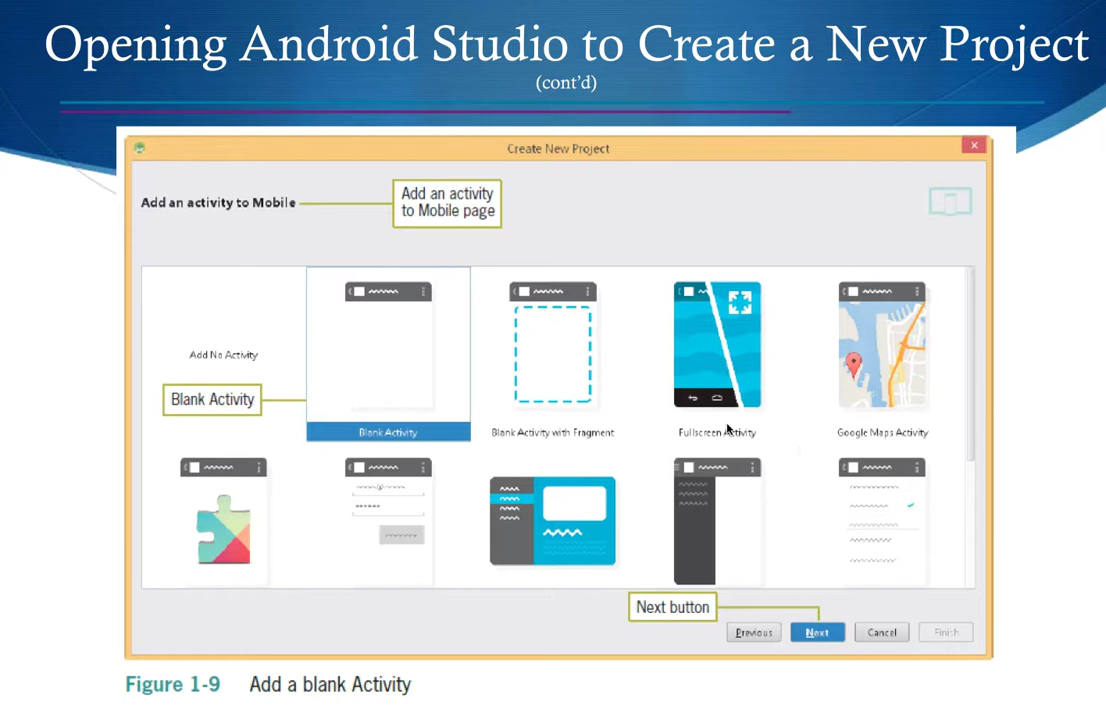 Opening Android Studio to Create a New Project
(cont'd)
Create New Project
Add an activity to Mobile
Add an activity
to Mobile page
Add No Activity
Blank Activity
Blank Activity
Blank Activity with Fragment
Fullscreen Activity
Google Maps Activity
Next button
Previous
Next
Cancel
Finish
Figure 1-9 Add a blank Activity